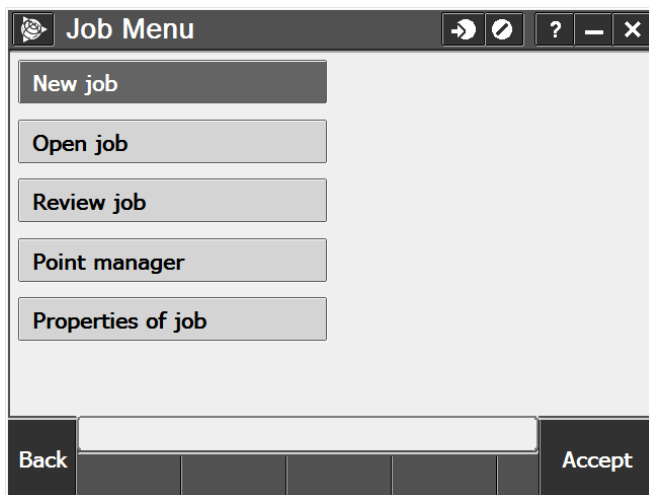 Job Menu
?
New job
Open job
Review job
Point manager
Properties of job
Back
Accept